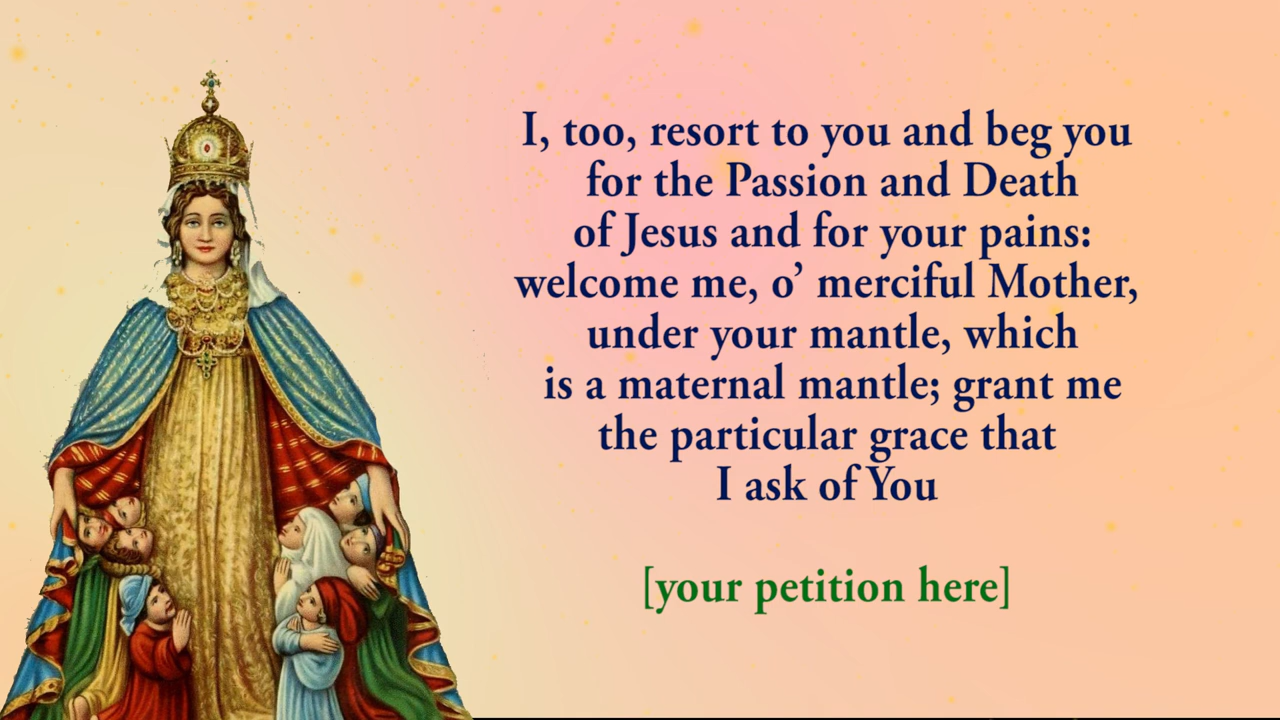 I, too, resort to you and beg you
for the Passion and Death
of Jesus and for your pains:
welcome me, o’ merciful Mother,
under your mantle, which
is a maternal mantle; grant me
the particular grace that
I ask of You
[your petition here]